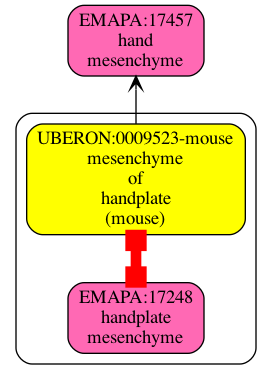 EMAPA:17457
hand
mesenchyme
UBERON:0009523-mouse
mesenchyme
of
handplate
(mouse)
EMAPA:17248
handplate
mesenchyme